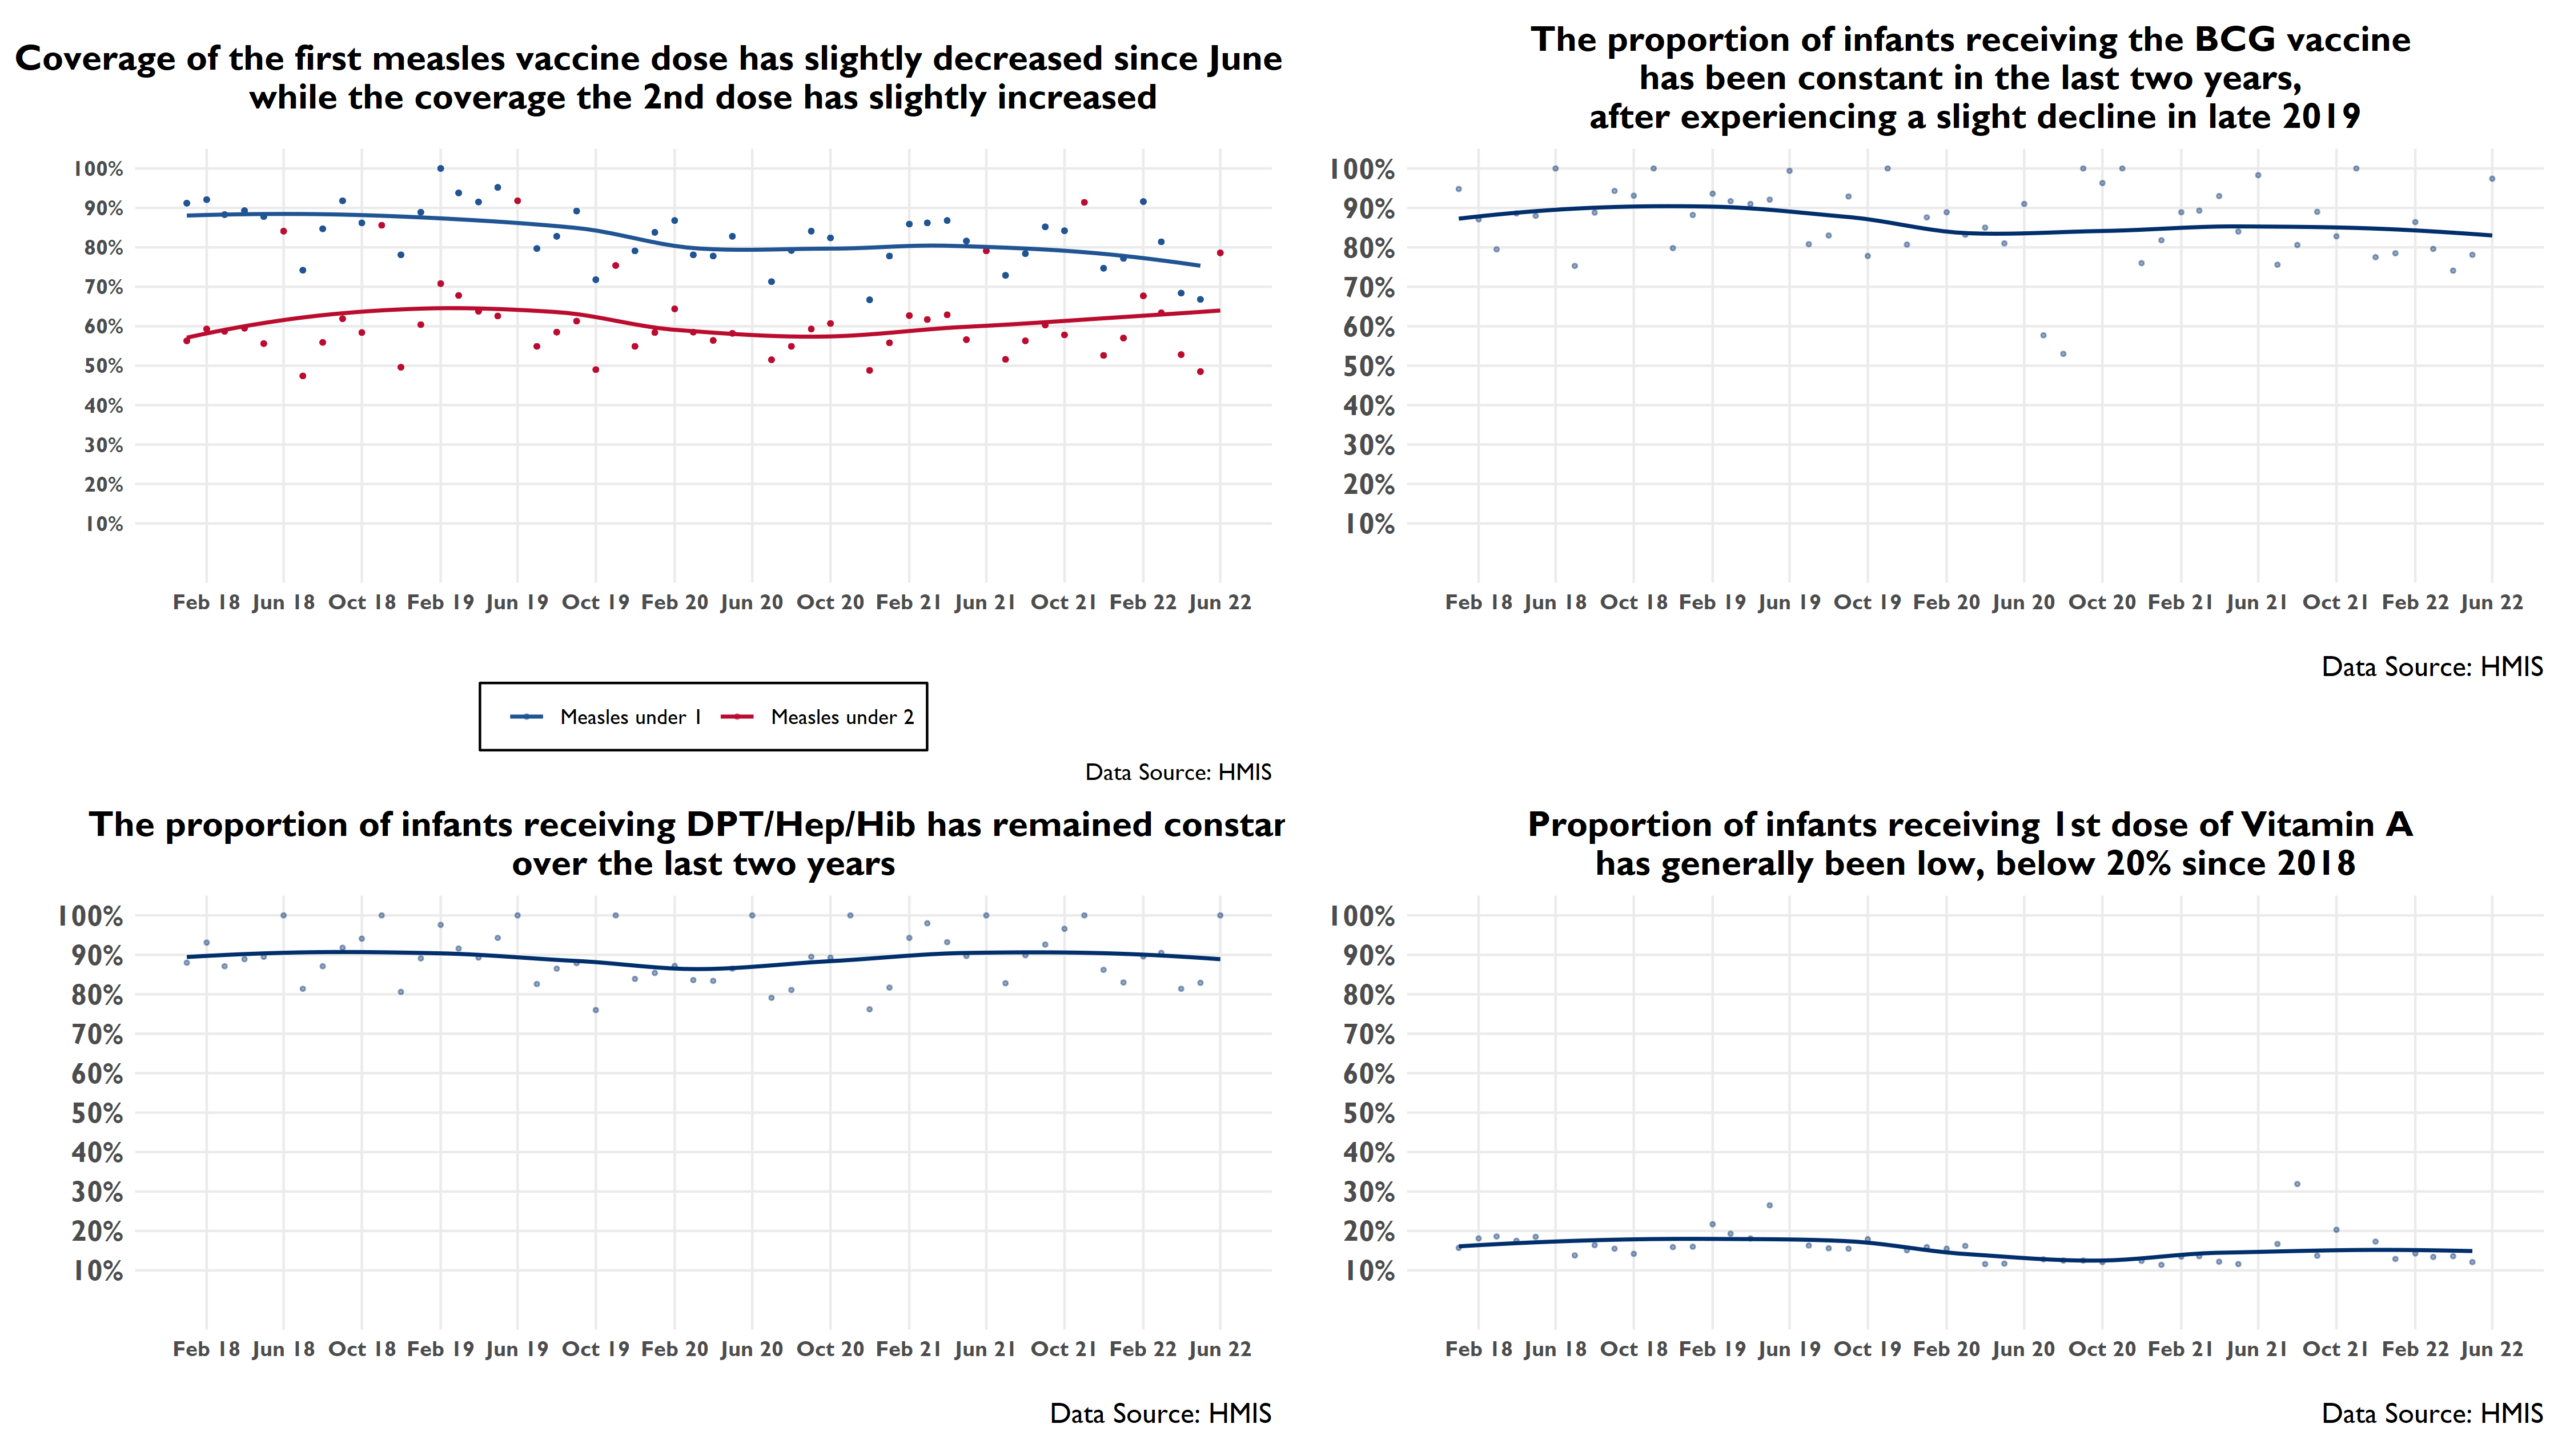 Coverage of the first measles vaccine dose has slightly decreased since June
while the coverage the 2nd dose has slightly increased
100%
90%
80%
70%
60%
50%
40%
30%
20%
10%
Feb 18 Jun 18 Oct 18 Feb 19 Jun 19 Oct 19 Feb 20 Jun 20 Oct 20 Feb 21 Jun 21 Oct 21 Feb 22 Jun 22
Measles under 1 Measles under 2
Data Source: HMIS
The proportion of infants receiving the BCG vaccine
has been constant in the last two years,
after experiencing a slight decline in late 2019
100%
90%
80%
70%
60%
50%
40%
30%
20%
10%
Feb 18 Jun 18 Oct 18 Feb 19 Jun 19 Oct 19 Feb 20 Jun 20 Oct 20 Feb 21 Jun 21 Oct 21 Feb 22 Jun 22
Data Source: HMIS
The proportion of infants receiving DPT/Hep/Hib has remained constan
over the last two years
100%
90%
80%
70%
60%
50%
40%
30%
20%
10%
Feb 18 Jun 18 Oct 18 Feb 19 Jun 19 Oct 19 Feb 20 Jun 20 Oct 20 Feb 21 Jun 21 Oct 21 Feb 22 Jun 22
Data Source: HMIS
Proportion of infants receiving 1st dose of Vitamin A
has generally been low, below 20% since 2018
100%
90%
80%
70%
60%
50%
40%
30%
20%
10%
Feb 18 Jun 18 Oct 18 Feb 19 Jun 19 Oct 19 Feb 20 Jun 20 Oct 20 Feb 21 Jun 21 Oct 21 Feb 22 Jun 22
Data Source: HMIS